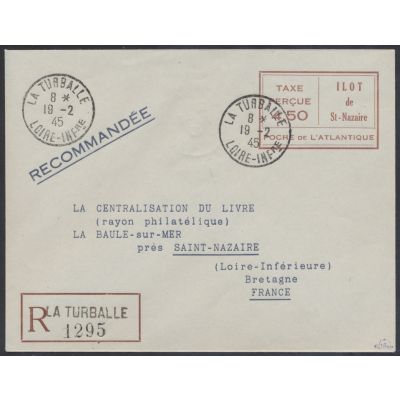 LA TURBALLE
8 *
19 -2
45
LOIRE-INFRE
RECOMMANDÉE
LA TURBALLE
8 *
19 -2
45
LOIRE-INFRE
TAXE
PERÇUE
50
POCHE DE L'ATLANTIQUE
ILOT
de
St-Nazaire
LA CENTRALISATION DU LIVRE
(rayon philatélique)
LA BAULE-sur-MER
prés SAINT-NAZAIRE
(Loire-Inférieure)
Bretagne
FRANCE
R LA TURBALLE
1295